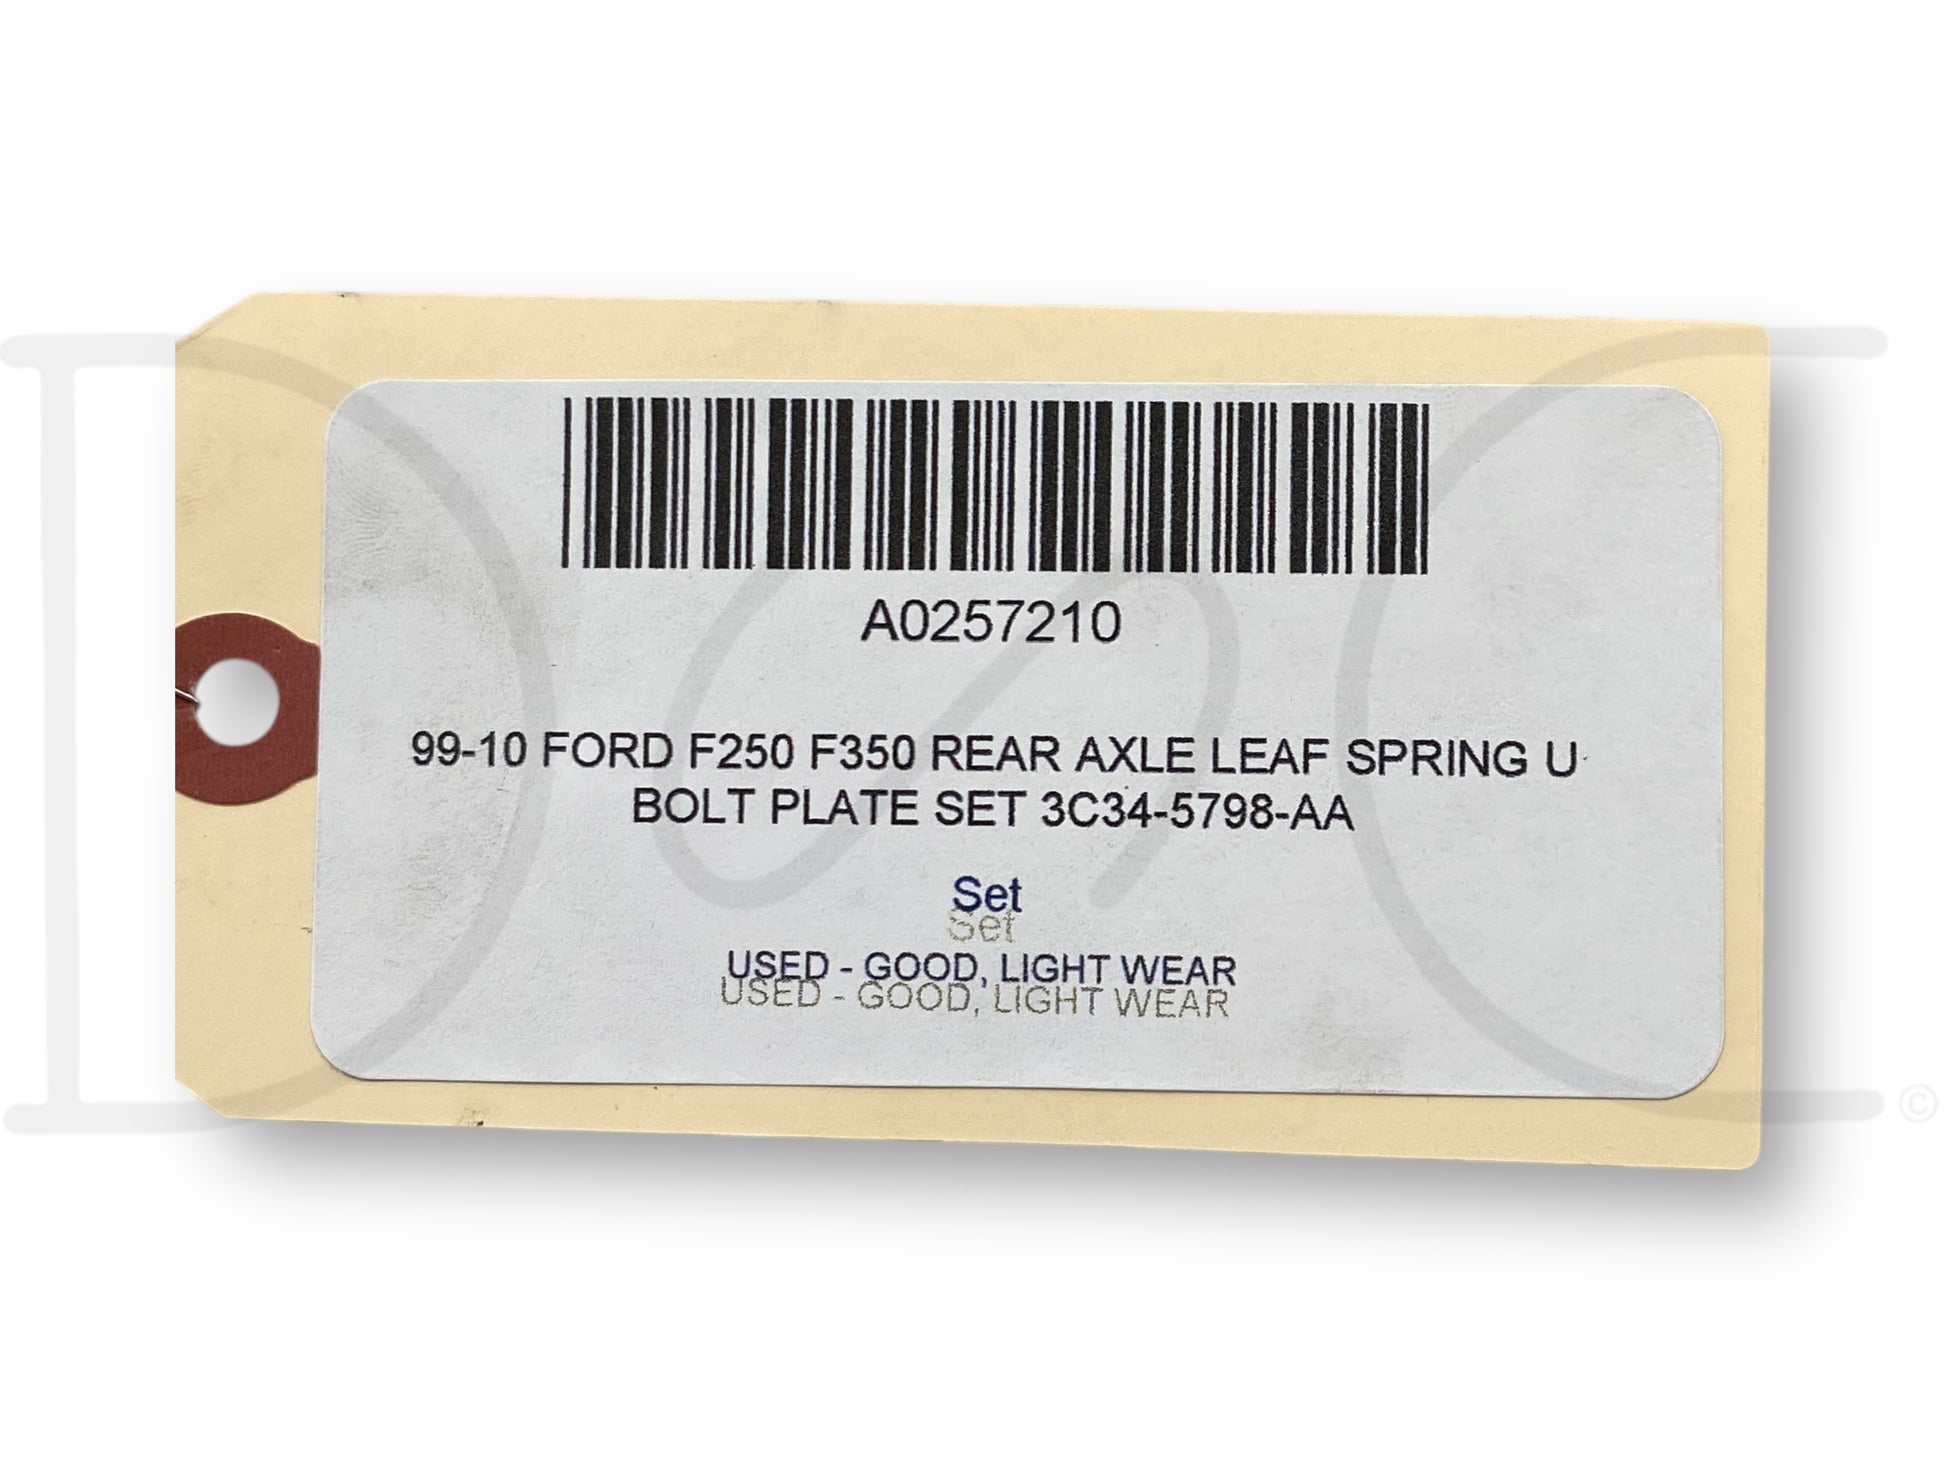 A0257210
99-10 FORD F250 F350 REAR AXLE LEAF SPRING U
BOLT PLATE SET 3C34-5798-AA
Set
Set
USED - GOOD, LIGHT WEAR
USED - GOOD, LIGHT WEAR
DC
©